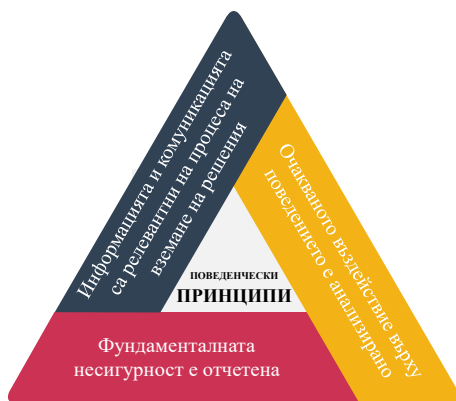 Информацията и комуникацията
са релевантни на процеса на
вземане на решения
Очакваното въздействие върху
поведението е анализирано
ПОВЕДЕНЧЕСКИ
ПРИНЦИПИ
Фундаменталната
несигурност е отчетена